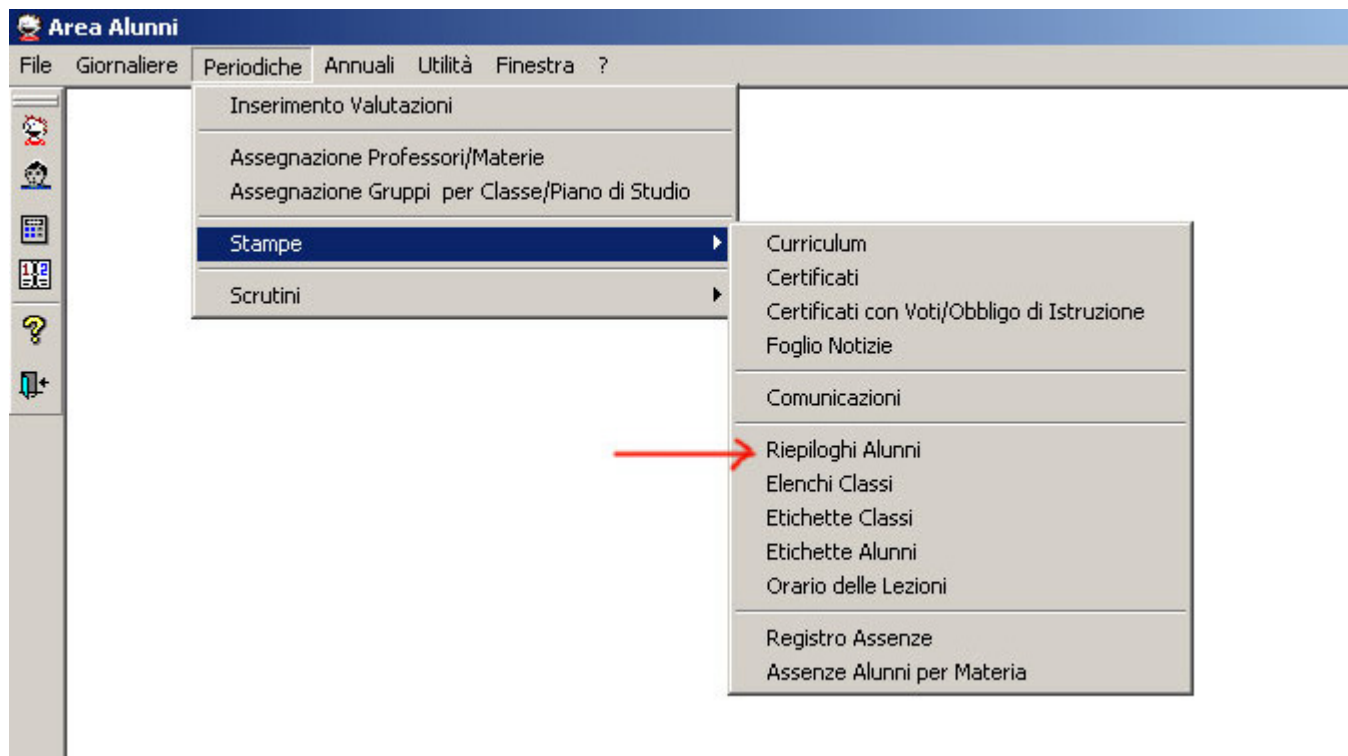 Area Alunni
File Giornaliere Periodiche Annuali Utilità Finestra ?
Inserimento Valutazioni
Assegnazione Professori/Materie
Assegnazione Gruppi per Classe/Piano di Studio
Stampe
Scrutini
Curriculum
Certificati
Certificati con Voti/Obbligo di Istruzione
Foglio Notizie
Comunicazioni
Riepiloghi Alunni
Elenchi Classi
Etichette Classi
Etichette Alunni
Orario delle Lezioni
Registro Assenze
Assenze Alunni per Materia